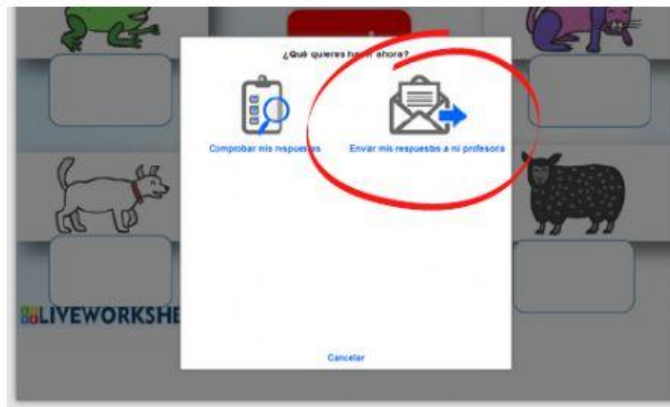 ¿Qué quieres hacer ahora?
Comprobar mis respuestas
Enviar mis respuestas a mi profesora
LIVEWORKSHE
Cancelar